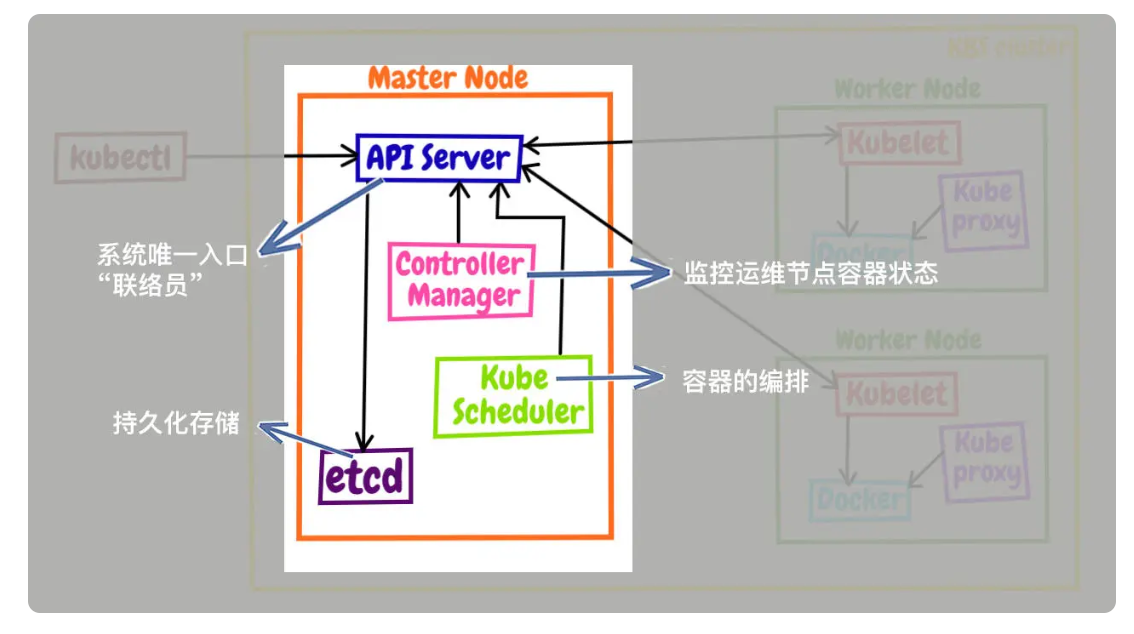 K8S cluster
Master Node
Worker Node
kubectl
API Server
Kubelet
Kube
proxy
Docker
系统唯一入口
“联络员”
Controller
Manager
监控运维节点容器状态
Worker Node
Kube
Scheduler
容器的编排
Kubelet
持久化存储
etcd
Kube
proxy
Docker